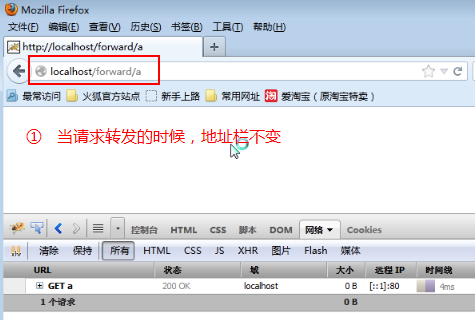 Mozilla Firefox
文件(F) 编辑(E) 查看(V) 历史(S) 书签(B) 工具(T) 帮助(H)
http://localhost/forward/a +
localhost/forward/a
最常访问 火狐官方站点 新手上路 常用网址 淘 爱淘宝（原淘宝特卖）
① 当请求转发的时候，地址栏不变
控制台 HTML CSS 脚本 DOM 网络 Cookies
清除 保持 所有 HTML CSS JS XHR 图片 Flash 媒体
URL 状态 域 大小 远程 IP 时间线
GET a 200 OK localhost 0 B [::1]:80 4ms
1 个请求 0 B